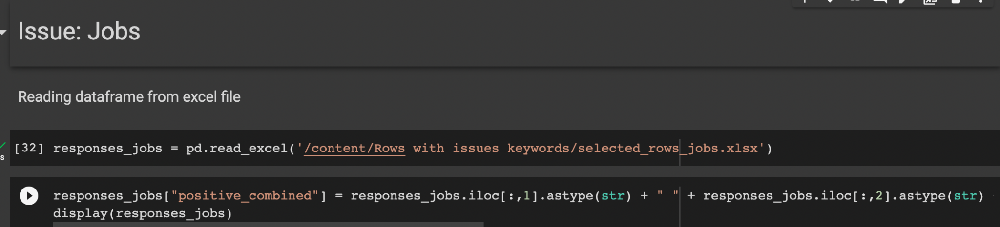 Issue: Jobs
Reading dataframe from excel file
[32] responses_jobs = pd.read_excel('/content/Rows with issues keywords/selected_rows_jobs.xlsx')
s
responses_jobs["positive_combined"] = responses_jobs.iloc[:,1].astype(str) + " " + responses_jobs.iloc[:,2].astype(str)
display(responses_jobs)